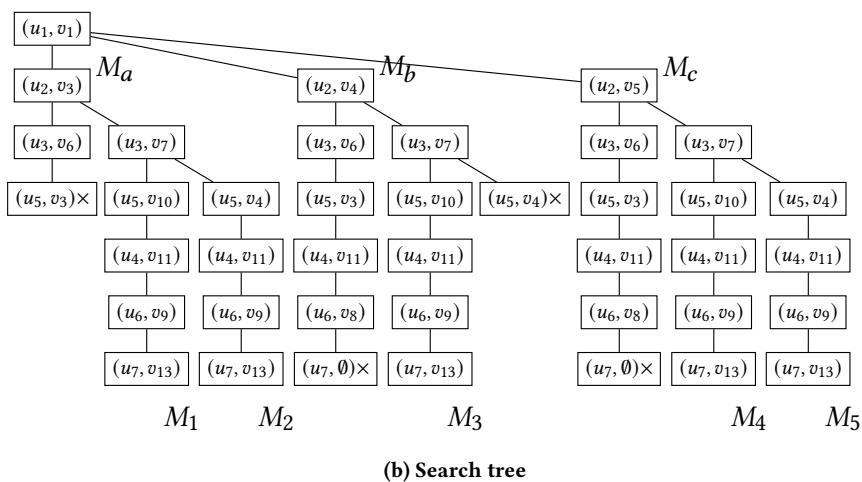 (u1, v1)
(u2, v3) Ma (u2, v4) Mb (u2, v5) Mc
(u3, v6) (u3, v7) (u3, v6) (u3, v7) (u3, v6) (u3, v7)
(u5, v3)× (u5, v10) (u5, v4) (u5, v3) (u5, v10) (u5, v4)× (u5, v3) (u5, v10) (u5, v4)
(u4, v11) (u4, v11) (u4, v11) (u4, v11) (u4, v11) (u4, v11) (u4, v11)
(u6, v9) (u6, v9) (u6, v8) (u6, v9) (u6, v8) (u6, v9) (u6, v9)
(u7, v13) (u7, v13) (u7, ∅)× (u7, v13) (u7, ∅)× (u7, v13) (u7, v13)
M1 M2 M3 M4 M5
(b) Search tree